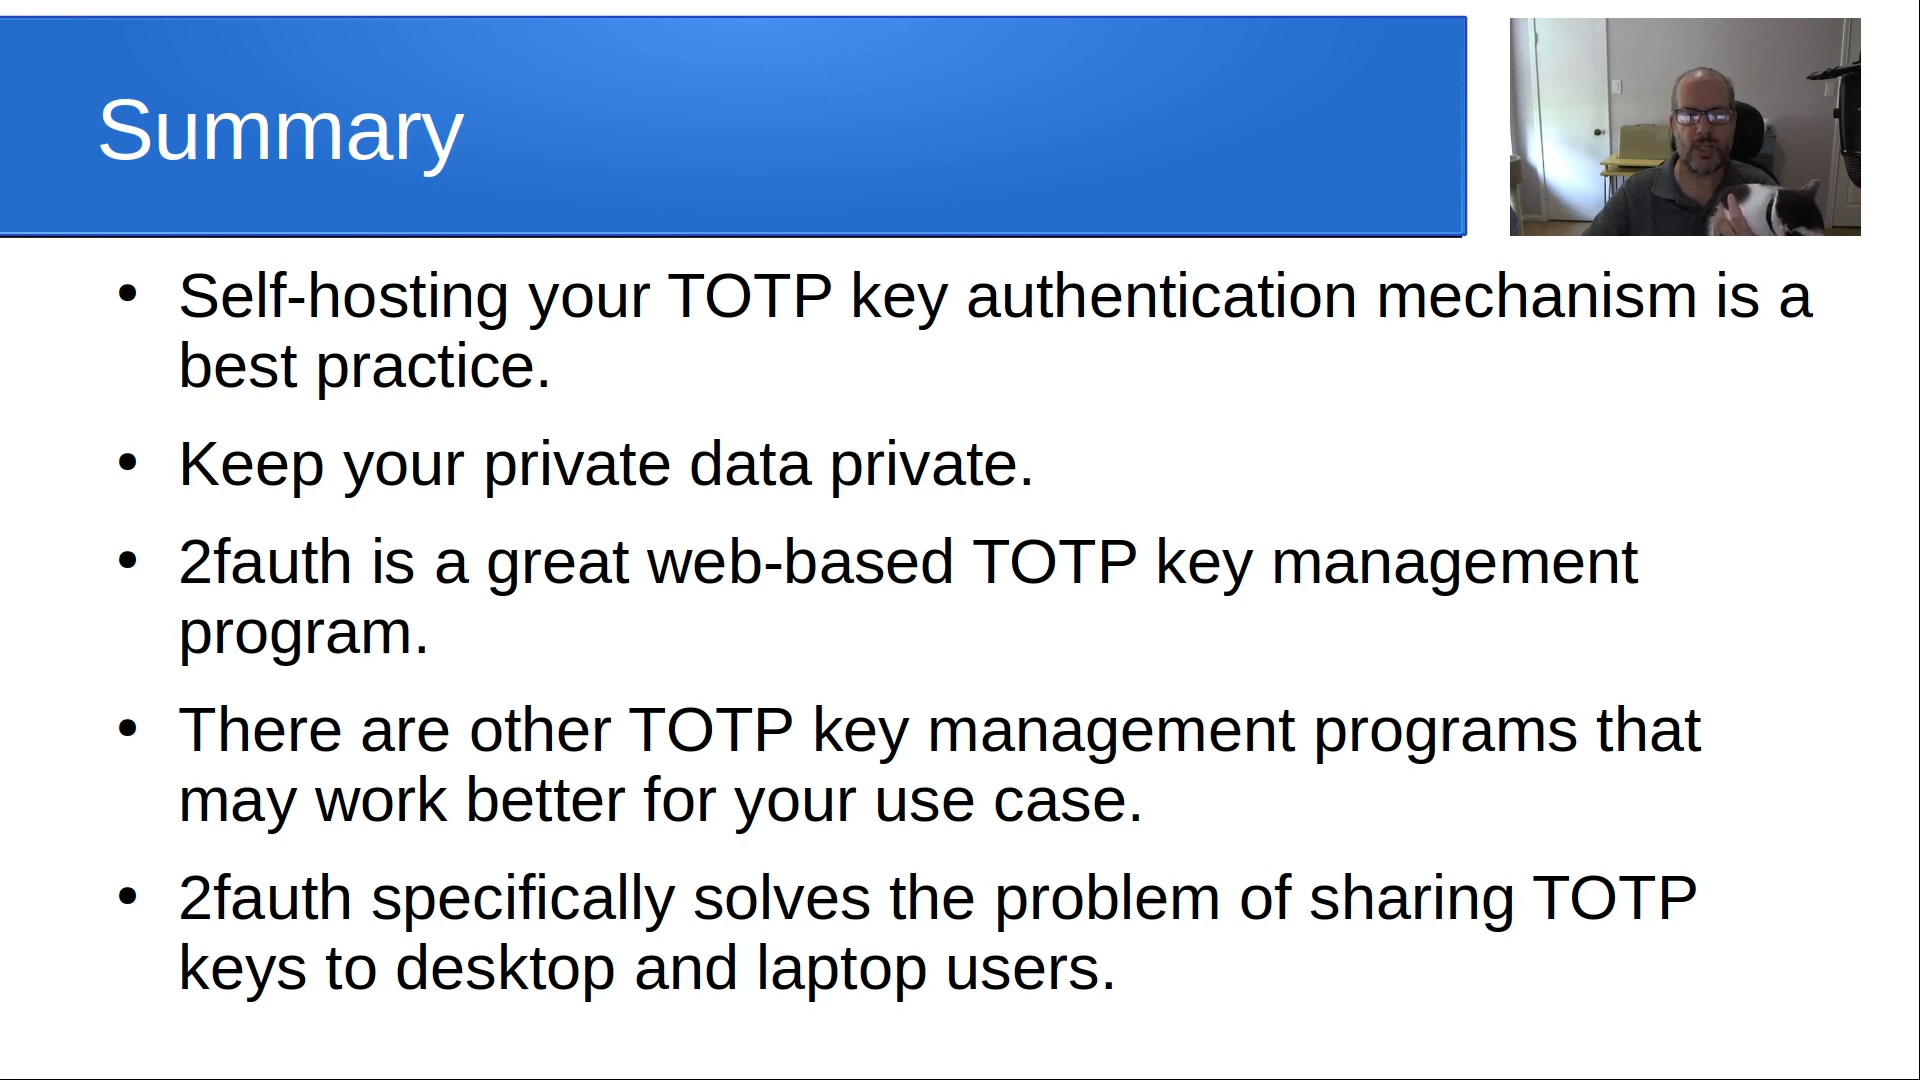 Summary
• Self-hosting your TOTP key authentication mechanism is a
best practice.
• Keep your private data private.
• 2fauth is a great web-based TOTP key management
program.
• There are other TOTP key management programs that
may work better for your use case.
• 2fauth specifically solves the problem of sharing TOTP
keys to desktop and laptop users.